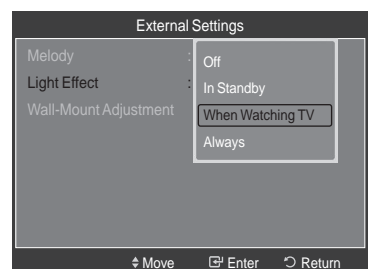 External Settings
Melody :
Light Effect :
Wall-Mount Adjustment
Off
In Standby
When Watching TV
Always
Move Enter Return